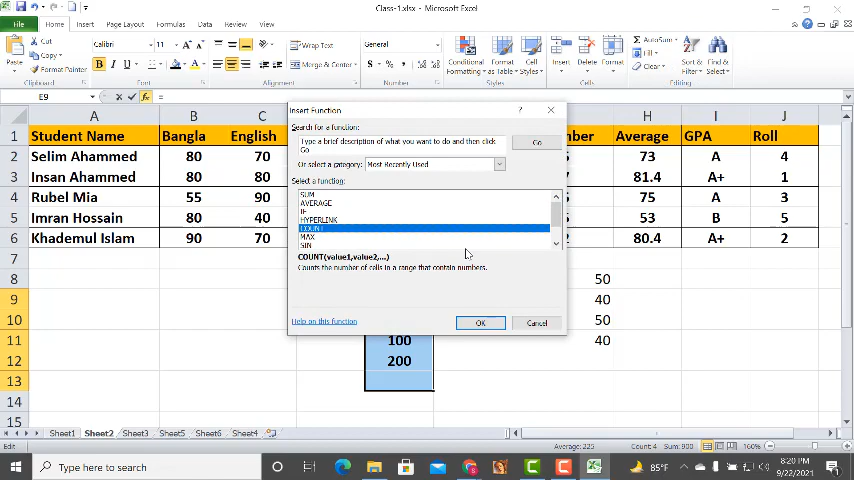 Class-1.xlsx - Microsoft Excel
File Home Insert Page Layout Formulas Data Review View
Paste Cut Copy Format Painter Clipboard
Calibri 11 B I U Font
Wrap Text Merge & Center Alignment
General $ % , Number
Conditional Formatting Format as Table Cell Styles Styles
Insert Delete Format Cells
AutoSum Fill Clear Sort & Filter Find & Select Editing
E9 fx =
A B C H I J
1 Student Name Bangla English Average GPA Roll
2 Selim Ahammed 80 70 73 A 4
3 Insan Ahammed 80 80 81.4 A+ 1
4 Rubel Mia 55 90 75 A 3
5 Imran Hossain 80 40 53 B 5
6 Khademul Islam 90 70 80.4 A+ 2
7
8 50
9 40
10 50
11 100 40
12 200
13
14
15
Insert Function
Search for a function:
Type a brief description of what you want to do and then click
Go
Go
Or select a category: Most Recently Used
Select a function:
SUM
AVERAGE
IF
HYPERLINK
COUNT
MAX
SIN
COUNT(value1,value2,...)
Counts the number of cells in a range that contain numbers.
Help on this function OK Cancel
Sheet1 Sheet2 Sheet3 Sheet5 Sheet6 Sheet4
Edit Average: 225 Count: 4 Sum: 900 160%
Type here to search 85°F 8:20 PM
9/22/2021